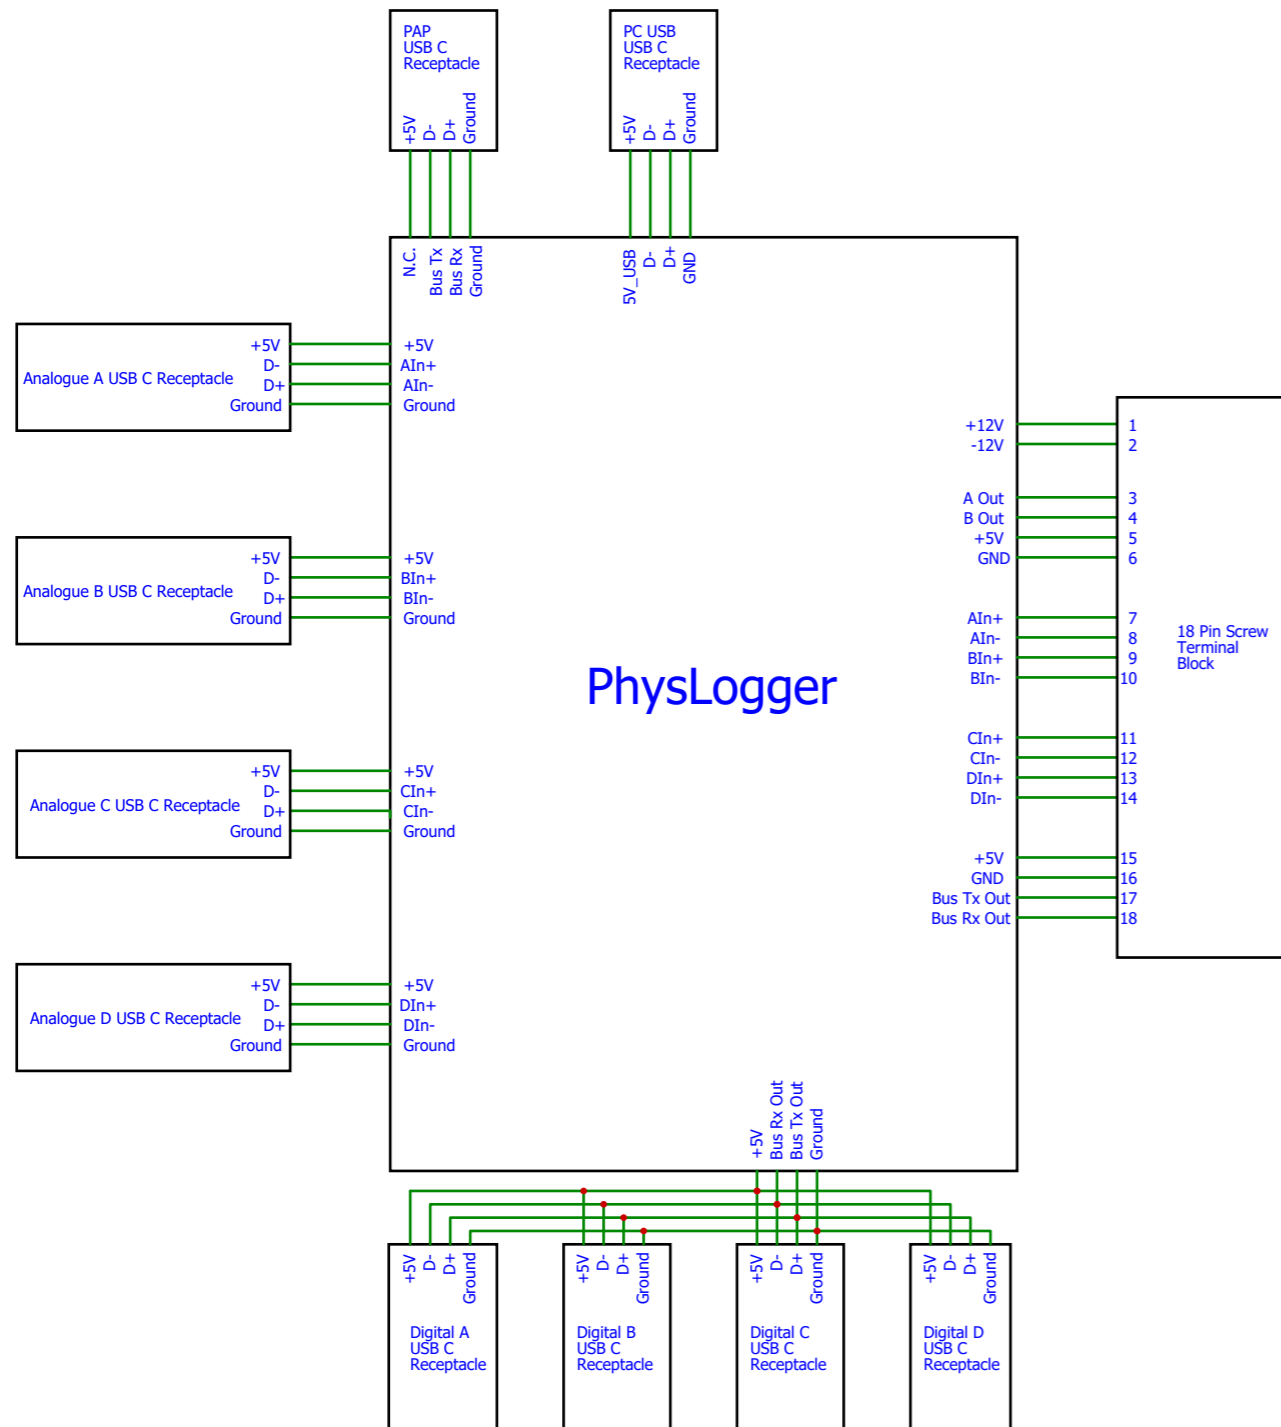 PAP
USB C
Receptacle
+5V
D-
D+
Ground
PC USB
USB C
Receptacle
+5V
D-
D+
Ground
N.C.
Bus Tx
Bus Rx
Ground
5V_USB
D-
D+
GND
Analogue A USB C Receptacle
+5V
D-
D+
Ground
+5V
AIn+
AIn-
Ground
Analogue B USB C Receptacle
+5V
D-
D+
Ground
+5V
BIn+
BIn-
Ground
Analogue C USB C Receptacle
+5V
D-
D+
Ground
+5V
CIn+
CIn-
Ground
Analogue D USB C Receptacle
+5V
D-
D+
Ground
+5V
DIn+
DIn-
Ground
PhysLogger
+12V 1
-12V 2
A Out 3
B Out 4
+5V 5
GND 6
AIn+ 7
AIn- 8
BIn+ 9
BIn- 10
CIn+ 11
CIn- 12
DIn+ 13
DIn- 14
+5V 15
GND 16
Bus Tx Out 17
Bus Rx Out 18
18 Pin Screw
Terminal
Block
+5V
Bus Rx Out
Bus Tx Out
Ground
+5V
D-
D+
Ground
Digital A
USB C
Receptacle
+5V
D-
D+
Ground
Digital B
USB C
Receptacle
+5V
D-
D+
Ground
Digital C
USB C
Receptacle
+5V
D-
D+
Ground
Digital D
USB C
Receptacle